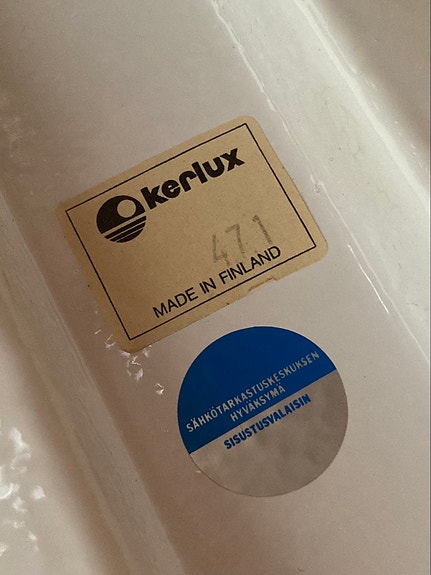 kerlux
471
MADE IN FINLAND
SÄHKÖTARKASTUSKESKUKSEN
HYVÄKSYMÄ
SISUSTUSVALAISIN